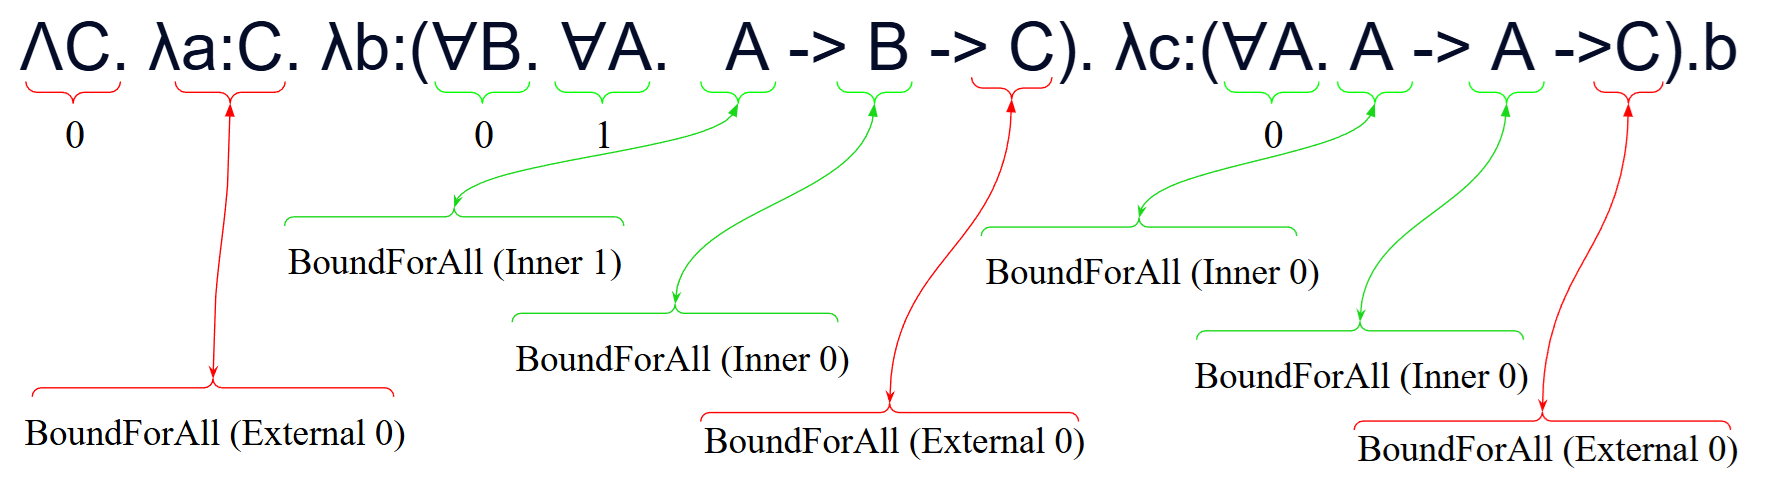 ΛC. λa:C. λb:(∀B. ∀A. A -> B -> C). λc:(∀A. A -> A ->C).b
0 0 1 0
BoundForAll (Inner 1)
BoundForAll (Inner 0)
BoundForAll (Inner 0)
BoundForAll (Inner 0)
BoundForAll (External 0)
BoundForAll (External 0)
BoundForAll (External 0)